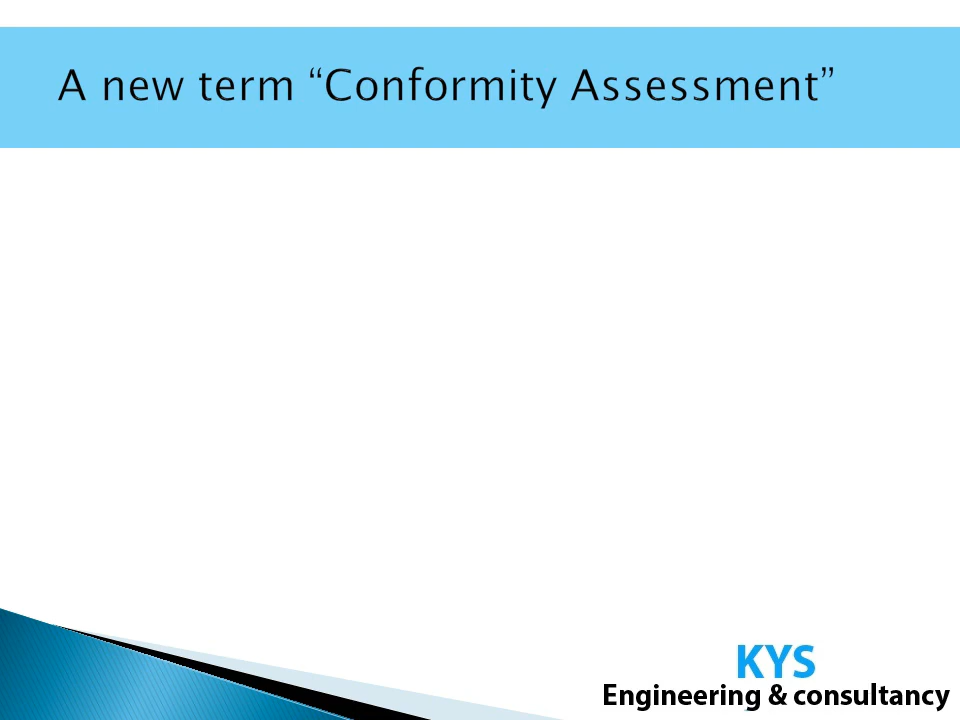 A new term “Conformity Assessment”
KYS
Engineering & consultancy